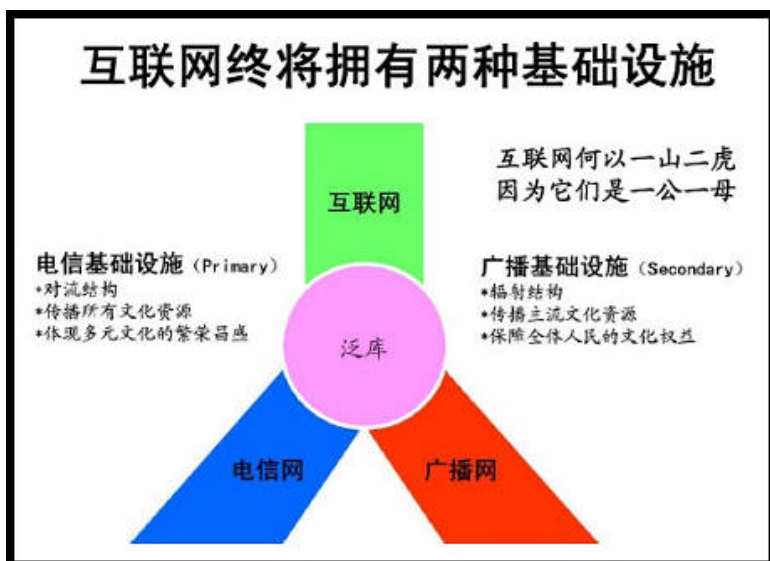 互联网终将拥有两种基础设施
互联网何以一山二虎
因为它们是一公一母
互联网
电信基础设施（Primary）
*对流结构
*传播所有文化资源
*体现多元文化的繁荣昌盛
广播基础设施（Secondary）
*辐射结构
*传播主流文化资源
*保障全体人民的文化权益
泛库
电信网
广播网